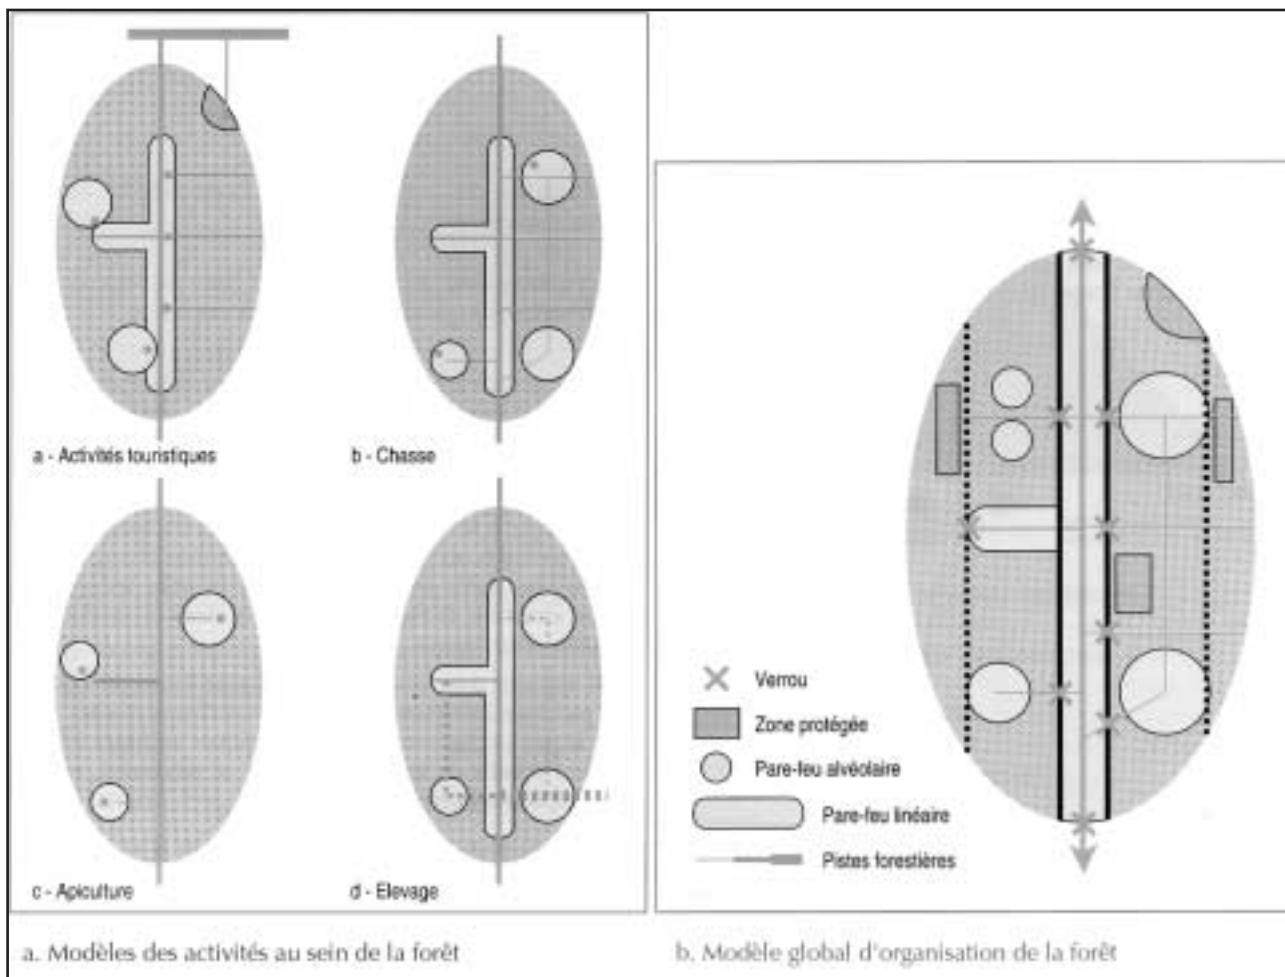 a - Activités touristiques
b - Chasse
c - Apiculture
d - Elevage
a. Modèles des activités au sein de la forêt
Verrou
Zone protégée
Pare-feu alvéolaire
Pare-feu linéaire
Pistes forestières
b. Modèle global d'organisation de la forêt